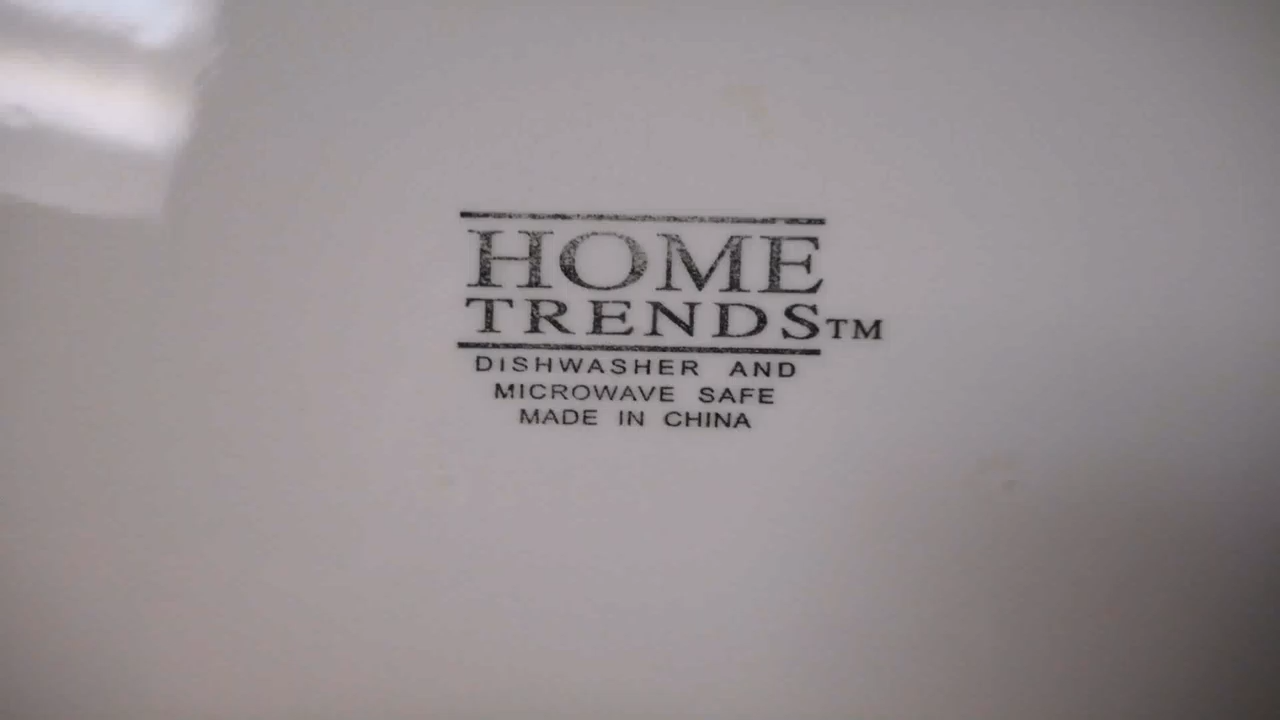 HOME
TRENDS™
DISHWASHER AND
MICROWAVE SAFE
MADE IN CHINA